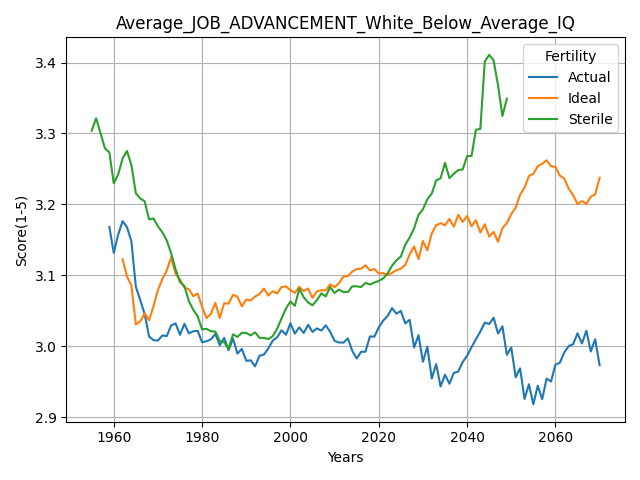 Average_JOB_ADVANCEMENT_White_Below_Average_IQ
Fertility
Actual
Ideal
Sterile
Score(1-5)
3.4
3.3
3.2
3.1
3.0
2.9
1960 1980 2000 2020 2040 2060
Years